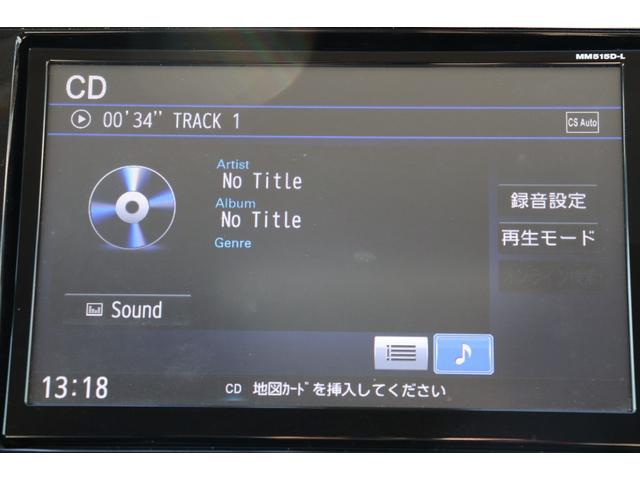 MM515D-L
CD
00'34'' TRACK 1
CS Auto
Artist
No Title
Album
No Title
Genre
録音設定
再生モード
Sound
13:18
CD 地図ｶｰﾄﾞを挿入してください